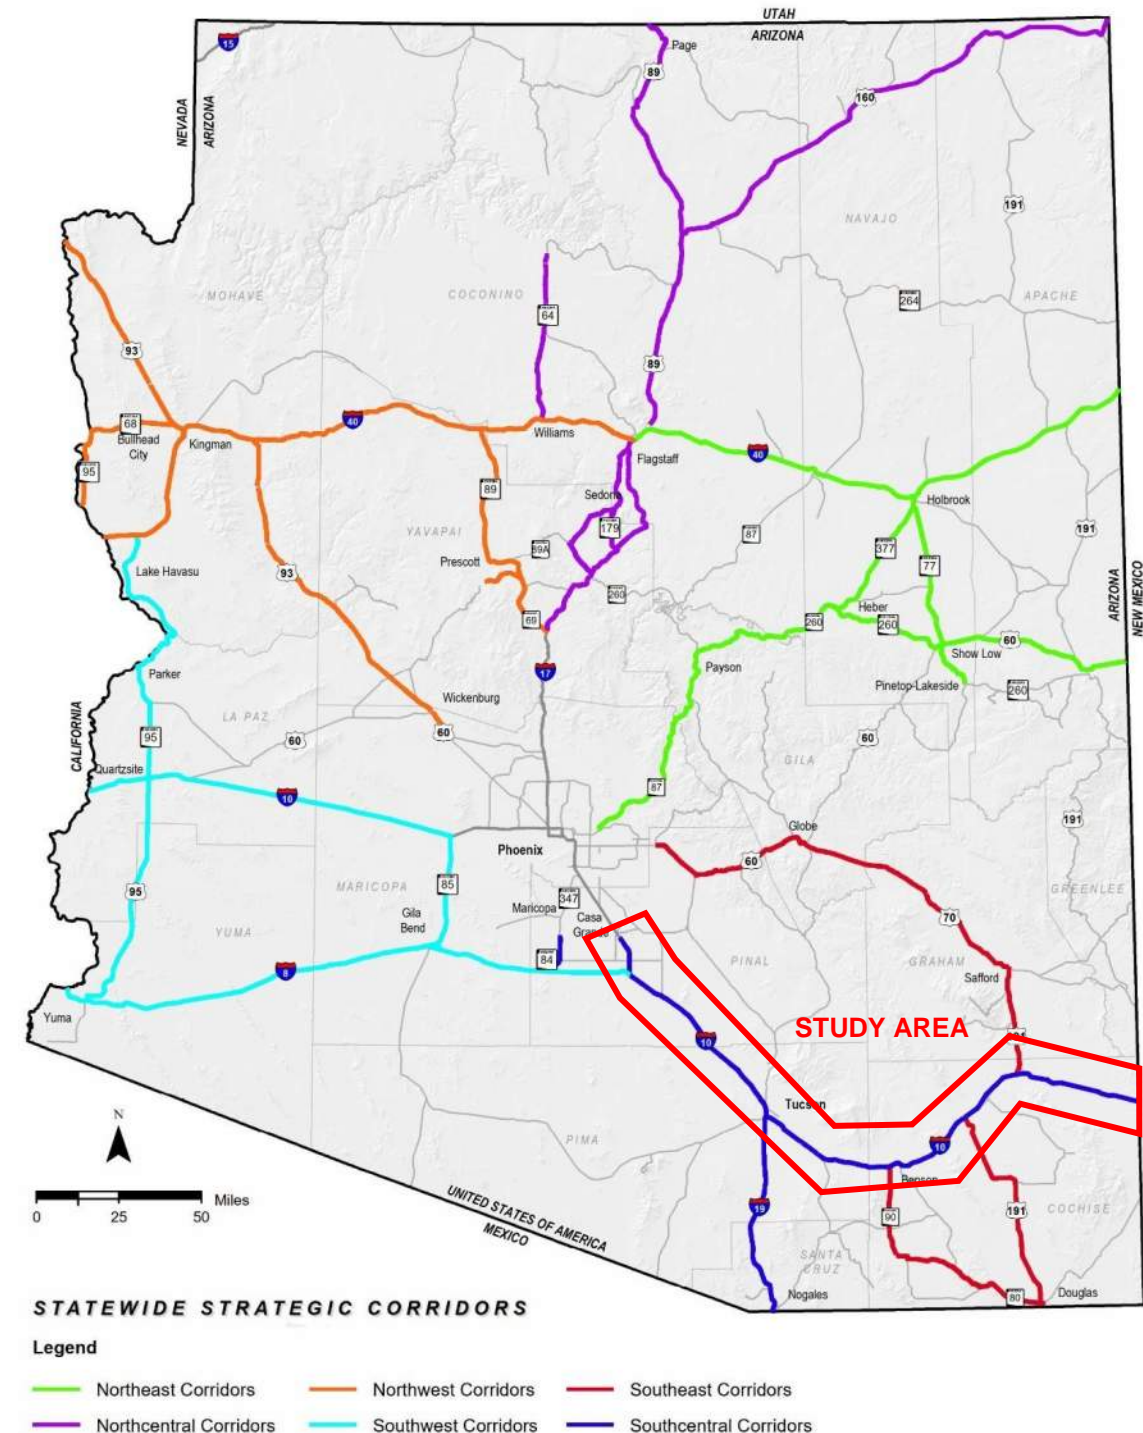 UTAH
ARIZONA
15
Page
89
160
NEVADA
ARIZONA
191
NAVAJO
MOHAVE
COCONINO
264
APACHE
64
93
89
68
40
Bullhead
City
Kingman
Williams
40
Flagstaff
95
89
Sedona
Holbrook
179
191
YAVAPAI
87
377
89A
Prescott
77
Lake Havasu
93
260
ARIZONA
NEW MEXICO
Heber
69
260
260
60
Show Low
17
Payson
Parker
Pinetop-Lakeside
260
Wickenburg
LA PAZ
CALIFORNIA
95
60
60
60
Quartzsite
GILA
87
10
191
Globe
Phoenix
60
MARICOPA
85
GREENLEE
347
Maricopa
Gila
Bend
Casa
Grande
70
95
YUMA
84
PINAL
GRAHAM
8
Safford
Yuma
STUDY AREA
191
10
N
Tucson
PIMA
10
Benson
0 25 50 Miles
UNITED STATES OF AMERICA
MEXICO
19
90
191
COCHISE
SANTA
CRUZ
Nogales
80
Douglas
STATEWIDE STRATEGIC CORRIDORS
Legend
Northeast Corridors Northwest Corridors Southeast Corridors
Northcentral Corridors Southwest Corridors Southcentral Corridors